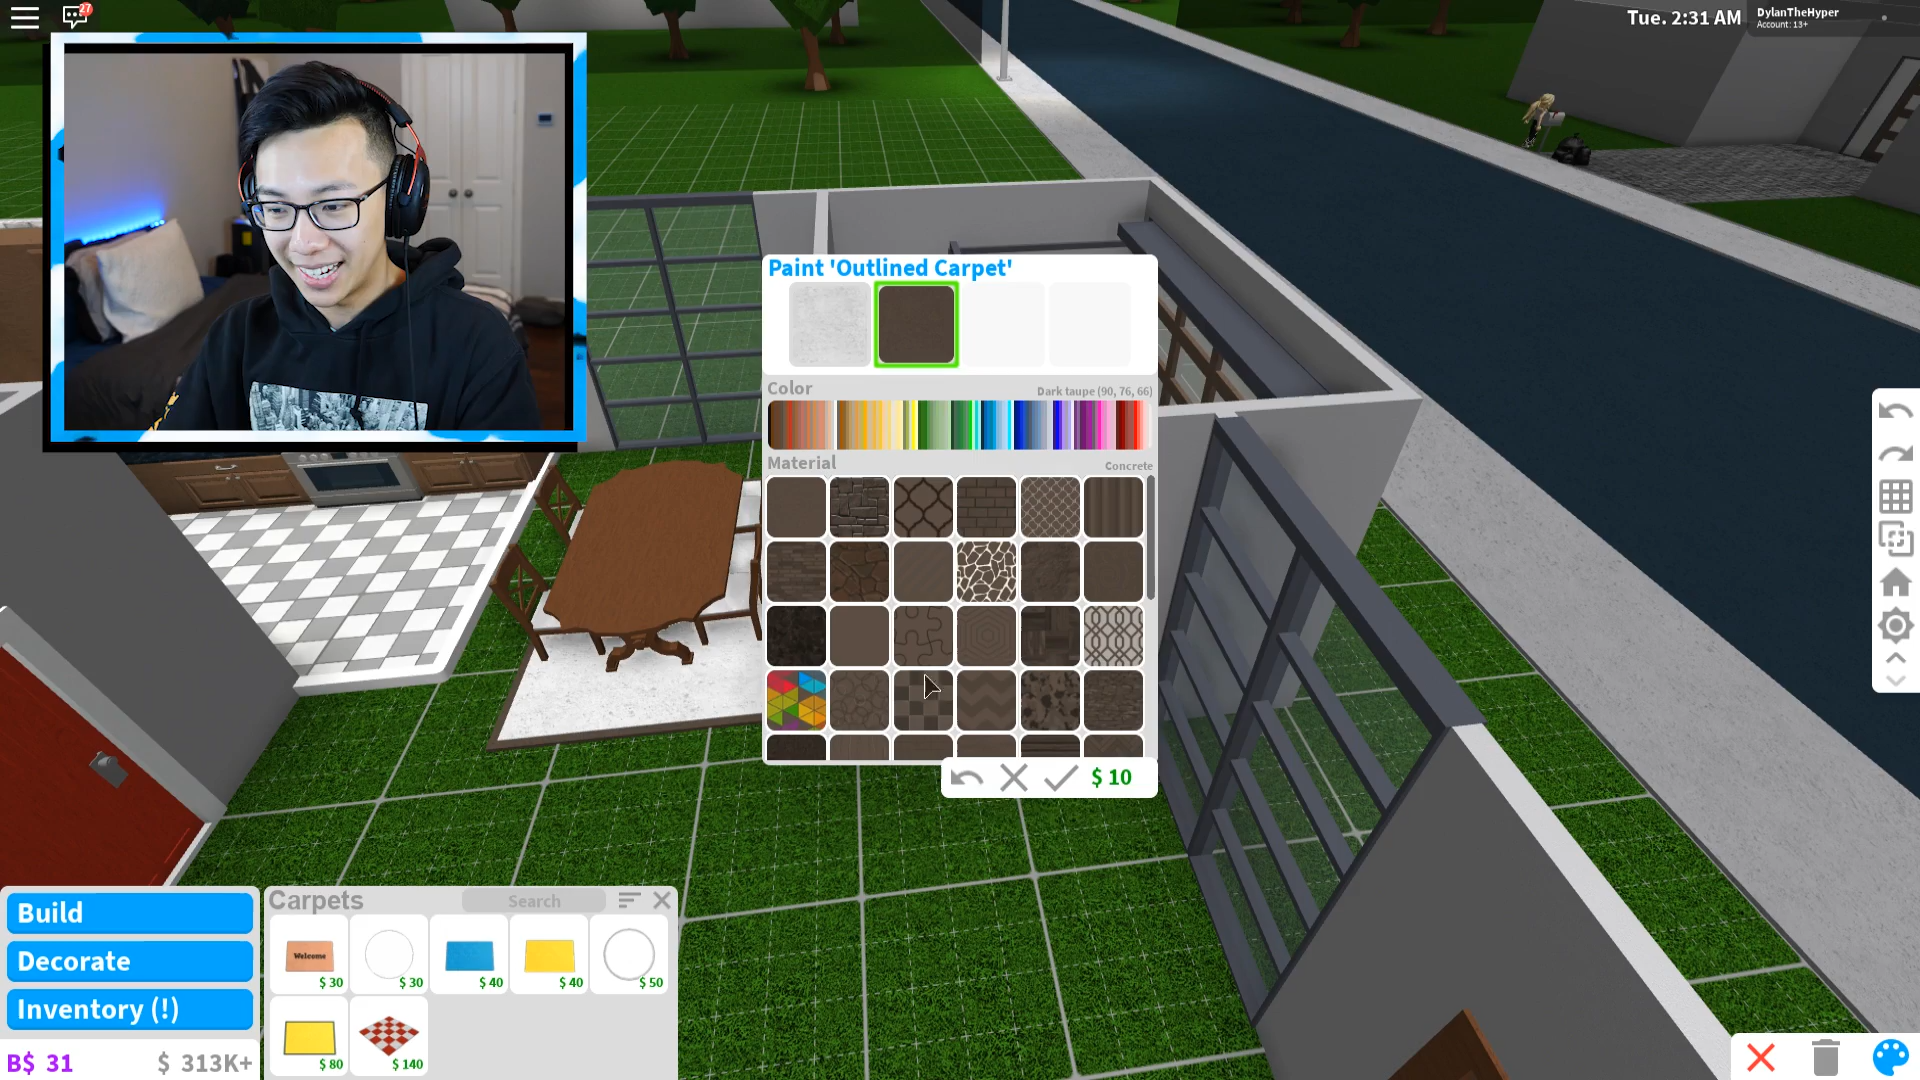 27
Tue. 2:31 AM
DylanTheHyper
Account: 13+
Paint 'Outlined Carpet'
Color
Dark taupe (90, 76, 66)
Material
Concrete
$ 10
Build
Decorate
Inventory (!)
B$ 31
$ 313K+
Carpets
Search
Welcome
$ 30
$ 30
$ 40
$ 40
$ 50
$ 80
$ 140